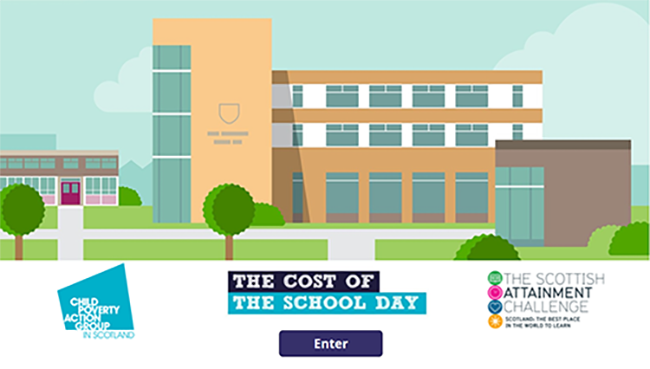 CHILD
POVERTY
ACTION
GROUP
IN SCOTLAND
THE COST OF
THE SCHOOL DAY
Enter
THE SCOTTISH
ATTAINMENT
CHALLENGE
SCOTLAND: THE BEST PLACE
IN THE WORLD TO LEARN